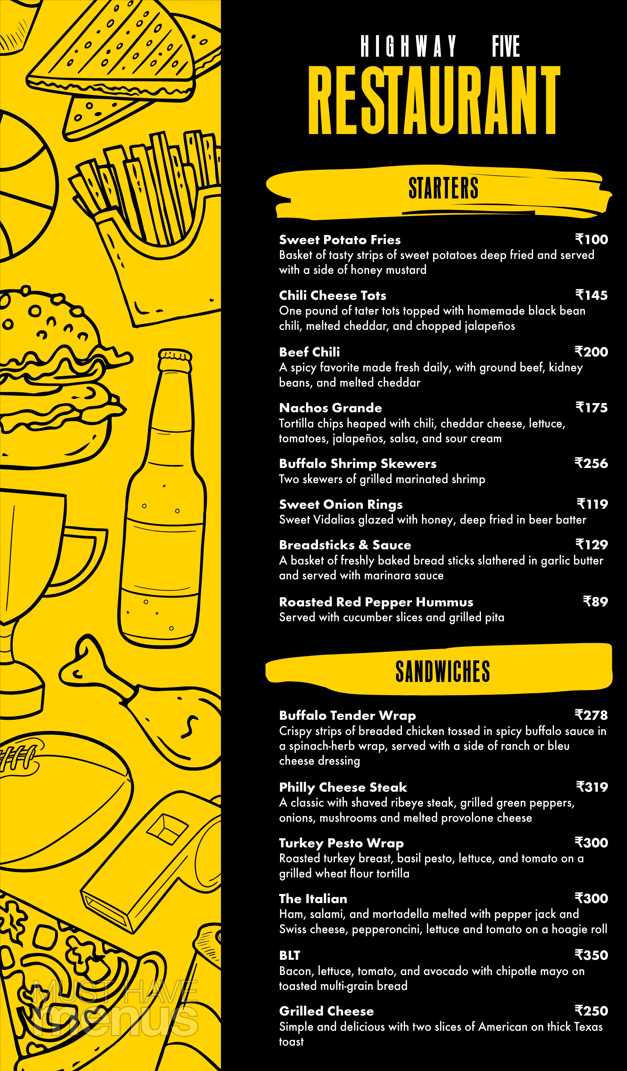 HIGHWAY FIVE
RESTAURANT
STARTERS
Sweet Potato Fries ₹100
Basket of tasty strips of sweet potatoes deep fried and served
with a side of honey mustard
Chili Cheese Tots ₹145
One pound of tater tots topped with homemade black bean
chili, melted cheddar, and chopped jalapeños
Beef Chili ₹200
A spicy favorite made fresh daily, with ground beef, kidney
beans, and melted cheddar
Nachos Grande ₹175
Tortilla chips heaped with chili, cheddar cheese, lettuce,
tomatoes, jalapeños, salsa, and sour cream
Buffalo Shrimp Skewers ₹256
Two skewers of grilled marinated shrimp
Sweet Onion Rings ₹119
Sweet Vidalias glazed with honey, deep fried in beer batter
Breadsticks & Sauce ₹129
A basket of freshly baked bread sticks slathered in garlic butter
and served with marinara sauce
Roasted Red Pepper Hummus ₹89
Served with cucumber slices and grilled pita
SANDWICHES
Buffalo Tender Wrap ₹278
Crispy strips of breaded chicken tossed in spicy buffalo sauce in
a spinach-herb wrap, served with a side of ranch or bleu
cheese dressing
Philly Cheese Steak ₹319
A classic with shaved ribeye steak, grilled green peppers,
onions, mushrooms and melted provolone cheese
Turkey Pesto Wrap ₹300
Roasted turkey breast, basil pesto, lettuce, and tomato on a
grilled wheat flour tortilla
The Italian ₹300
Ham, salami, and mortadella melted with pepper jack and
Swiss cheese, pepperoncini, lettuce and tomato on a hoagie roll
BLT ₹350
Bacon, lettuce, tomato, and avocado with chipotle mayo on
toasted multi-grain bread
Grilled Cheese ₹250
Simple and delicious with two slices of American on thick Texas
toast
MUST HAVE
menus